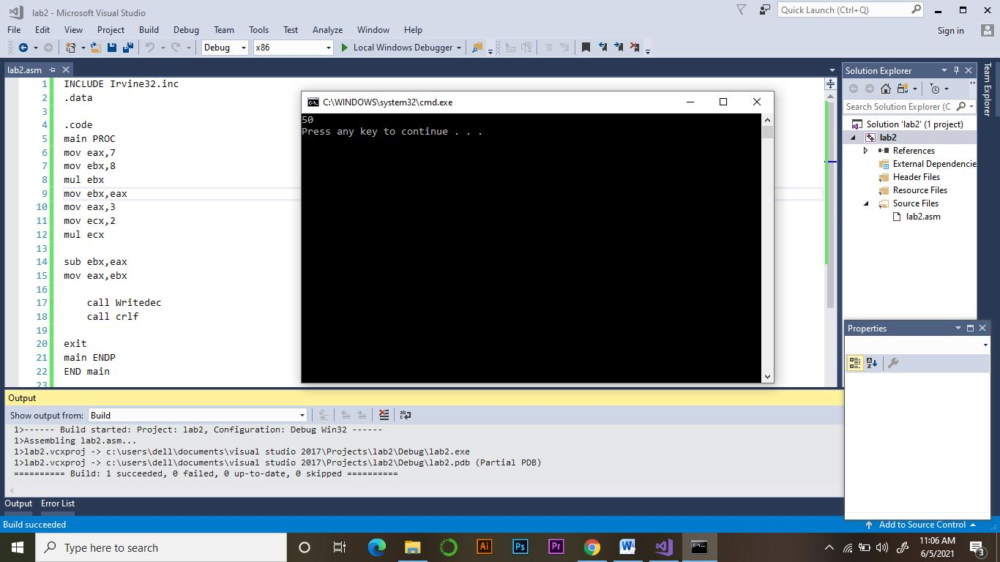 lab2 - Microsoft Visual Studio
Quick Launch (Ctrl+Q)
File Edit View Project Build Debug Team Tools Test Analyze Window Help
Sign in
Debug x86 Local Windows Debugger
lab2.asm
1 INCLUDE Irvine32.inc
2 .data
3
4 .code
5 main PROC
6 mov eax,7
7 mov ebx,8
8 mul ebx
9 mov ebx,eax
10 mov eax,3
11 mov ecx,2
12 mul ecx
13
14 sub ebx,eax
15 mov eax,ebx
16
17 call Writedec
18 call crlf
19
20 exit
21 main ENDP
22 END main
23
C:\WINDOWS\system32\cmd.exe
50
Press any key to continue . . .
Solution Explorer
Search Solution Explorer (C
Solution 'lab2' (1 project)
lab2
References
External Dependencie
Header Files
Resource Files
Source Files
lab2.asm
Team Explorer
Properties
Output
Show output from: Build
1>------ Build started: Project: lab2, Configuration: Debug Win32 ------
1>Assembling lab2.asm...
1>lab2.vcxproj -> c:\users\dell\documents\visual studio 2017\Projects\lab2\Debug\lab2.exe
1>lab2.vcxproj -> c:\users\dell\documents\visual studio 2017\Projects\lab2\Debug\lab2.pdb (Partial PDB)
========== Build: 1 succeeded, 0 failed, 0 up-to-date, 0 skipped ==========
Output Error List
Build succeeded
Add to Source Control
Type here to search
Ai Ps Pr
11:06 AM
6/5/2021
3